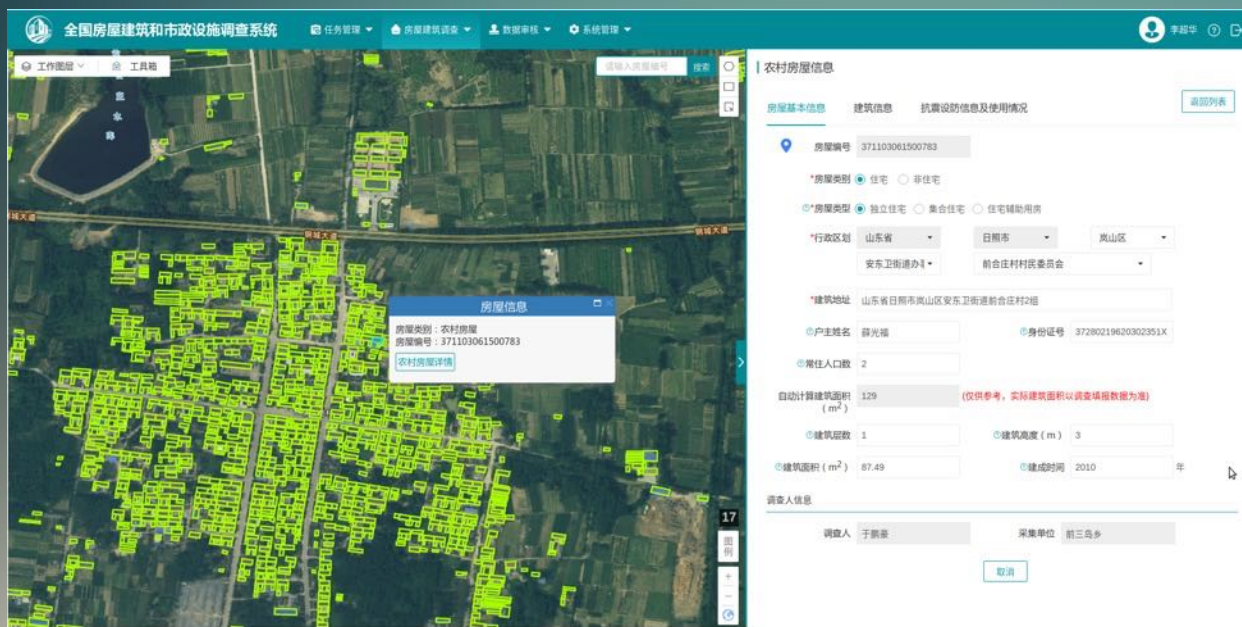 全国房屋建筑和市政设施调查系统
任务管理
房屋建筑调查
数据审核
系统管理
李超华
工作图层
工具箱
请输入房屋编号
搜索
钢城大道
钢城大道
房屋信息
房屋类别：农村房屋
房屋编号：371103061500783
农村房屋详情
17
图例
农村房屋信息
返回列表
房屋基本信息 建筑信息 抗震设防信息及使用情况
房屋编号 371103061500783
*房屋类别 住宅 非住宅
*房屋类型 独立住宅 集合住宅 住宅辅助用房
*行政区划 山东省 日照市 岚山区
安东卫街道办 前合庄村村民委员会
*建筑地址 山东省日照市岚山区安东卫街道前合庄村2组
户主姓名 薛光福 身份证号 37280219620302351X
常住人口数 2
自动计算建筑面积（m²） 129 (仅供参考，实际建筑面积以调查填报数据为准)
建筑层数 1 建筑高度（m） 3
建筑面积（m²） 87.49 建成时间 2010 年
调查人信息
调查人 于鹏豪 采集单位 前三岛乡
取消